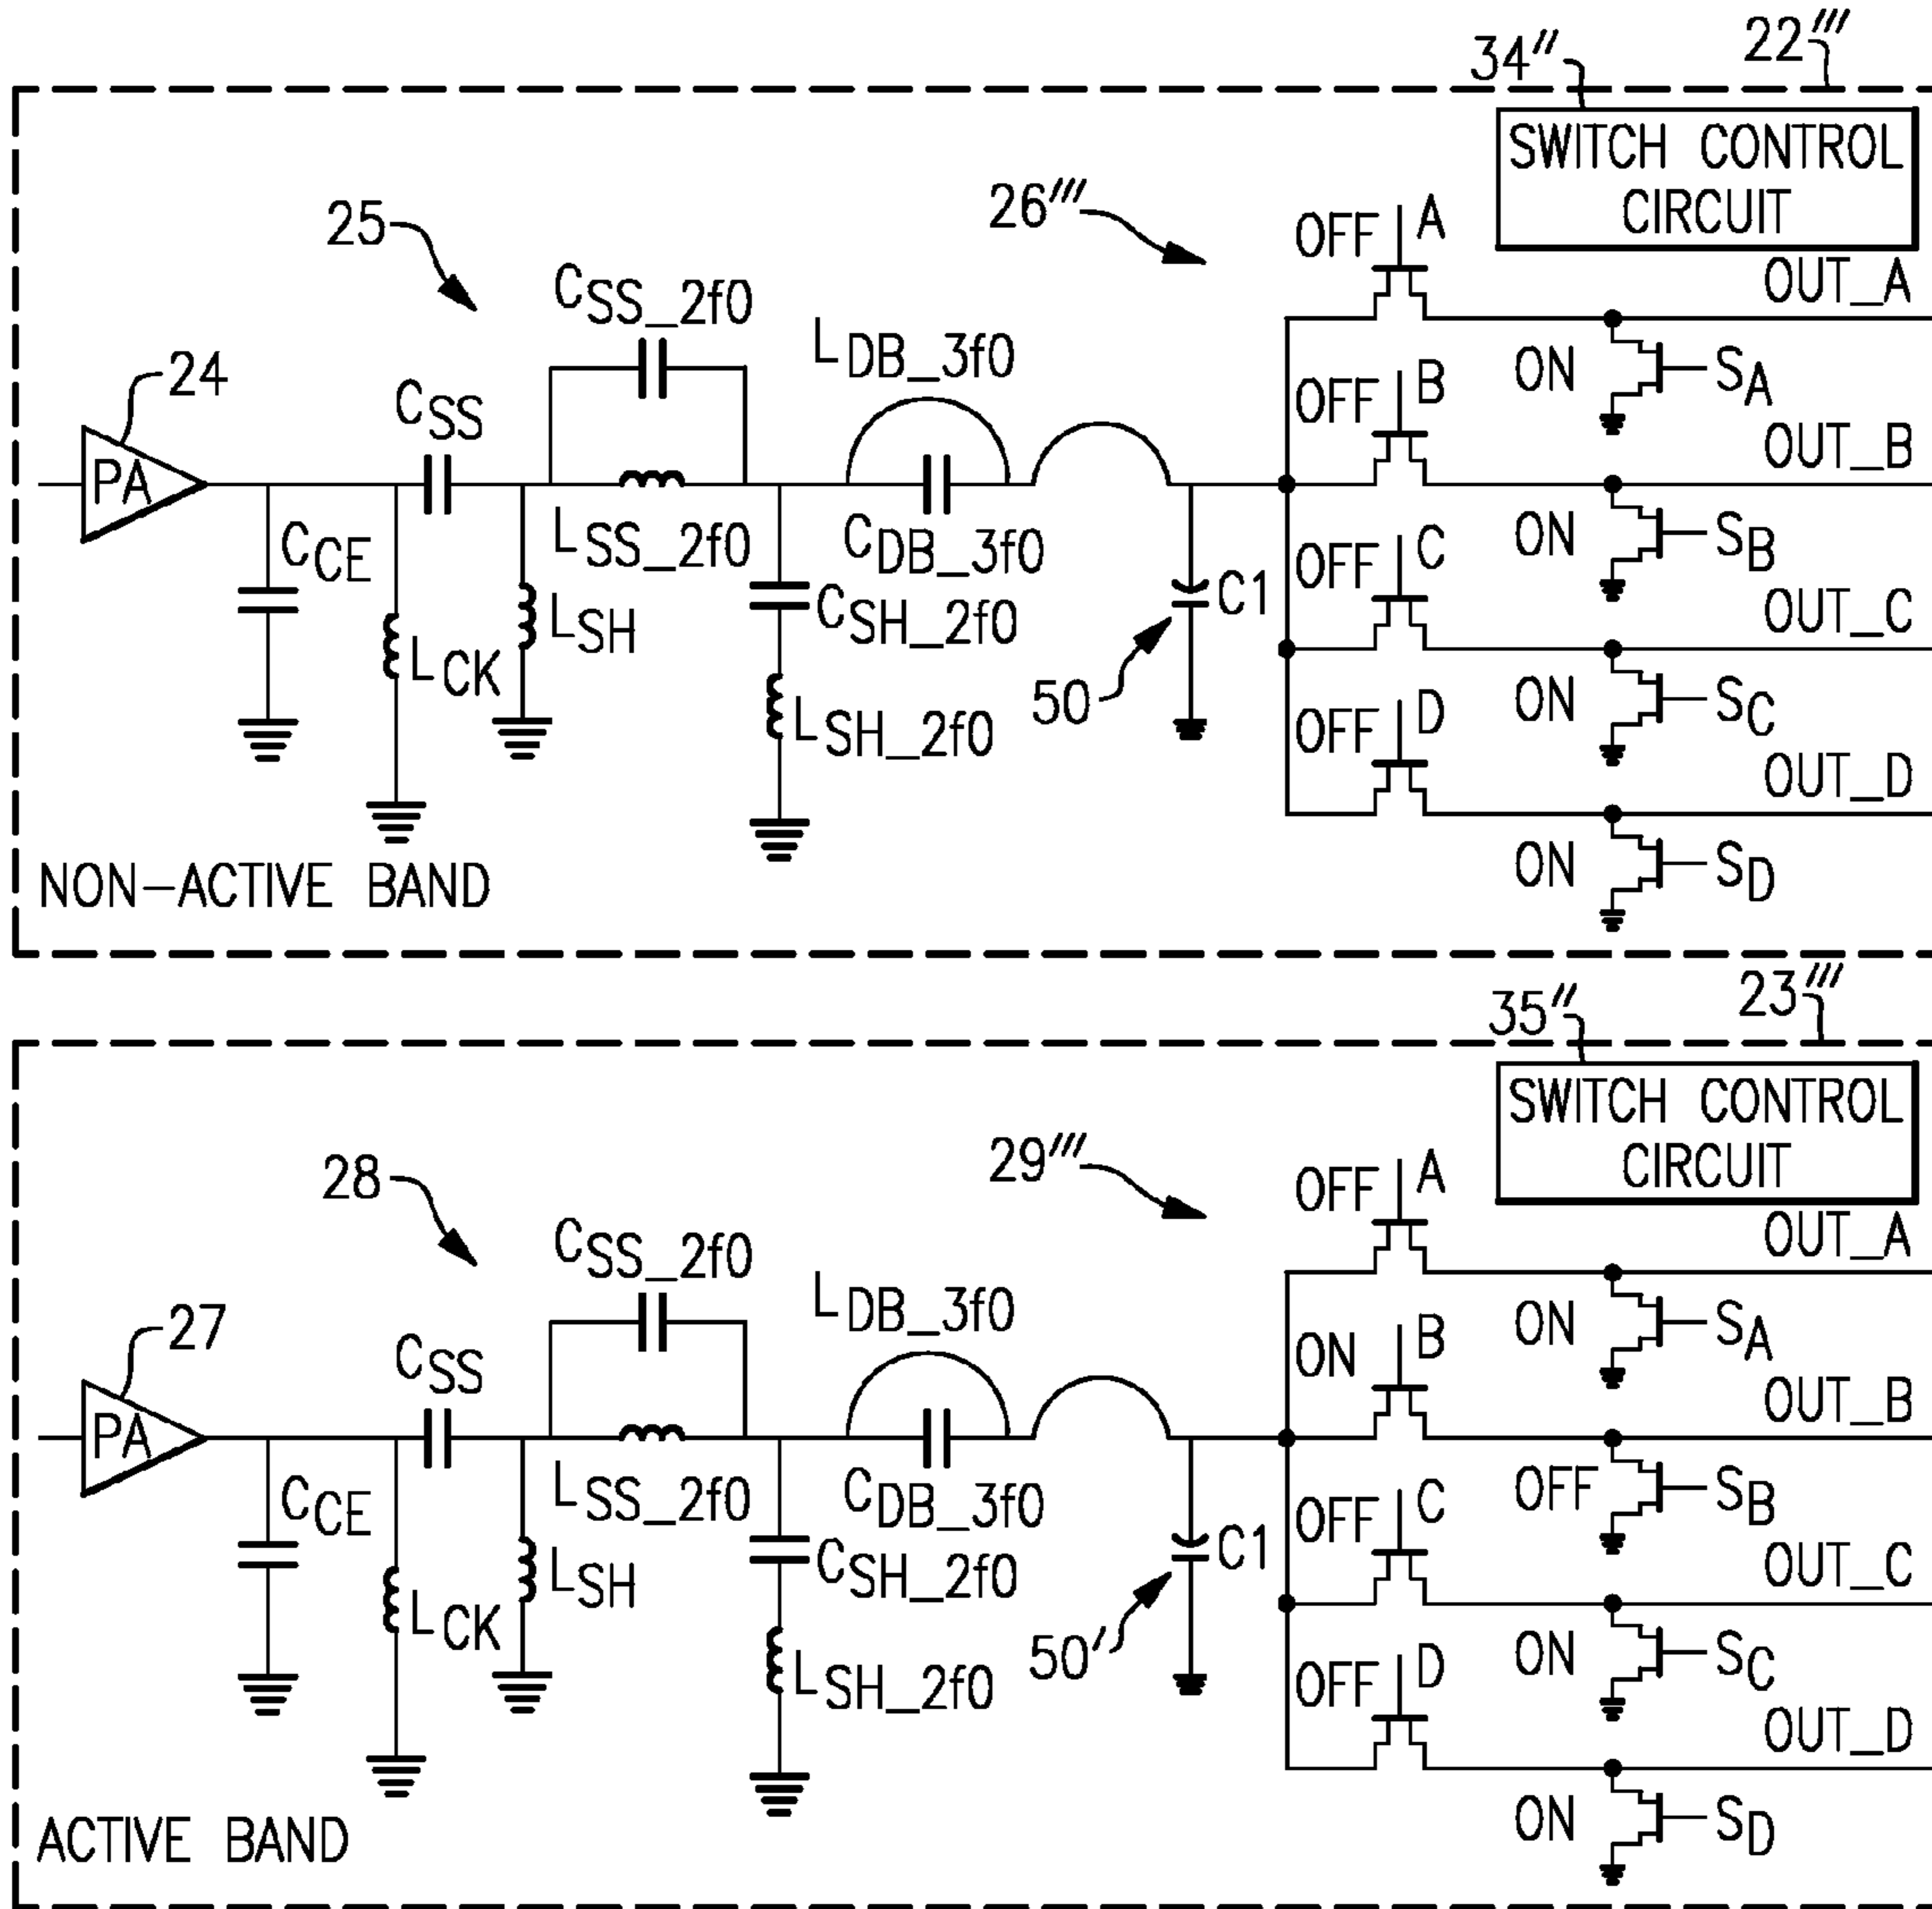 34″ 22‴
SWITCH CONTROL
CIRCUIT
25 26‴ OFF A
OUT_A
CSS_2f0
LDB_3f0
24 CSS OFF B ON SA
OUT_B
PA
CCE LSS_2f0 CDB_3f0 OFF C ON SB
LSH CSH_2f0 C1
OUT_C
LCK 50 OFF D ON SC
LSH_2f0
OUT_D
NON-ACTIVE BAND ON SD
35″ 23‴
SWITCH CONTROL
CIRCUIT
28 29‴ OFF A
OUT_A
CSS_2f0
LDB_3f0
27 CSS ON B ON SA
OUT_B
PA
CCE LSS_2f0 CDB_3f0 OFF C OFF SB
LSH CSH_2f0 C1
OUT_C
LCK 50′ OFF D ON SC
LSH_2f0
OUT_D
ACTIVE BAND ON SD